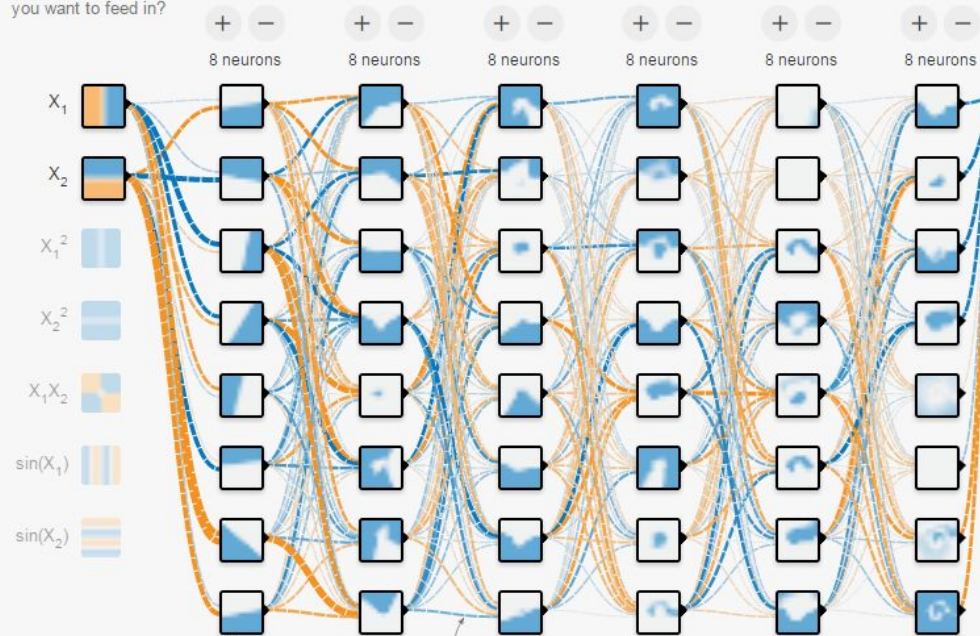 you want to feed in?
+ − + − + − + − + − + −
8 neurons 8 neurons 8 neurons 8 neurons 8 neurons 8 neurons
X₁
X₂
X₁²
X₂²
X₁X₂
sin(X₁)
sin(X₂)